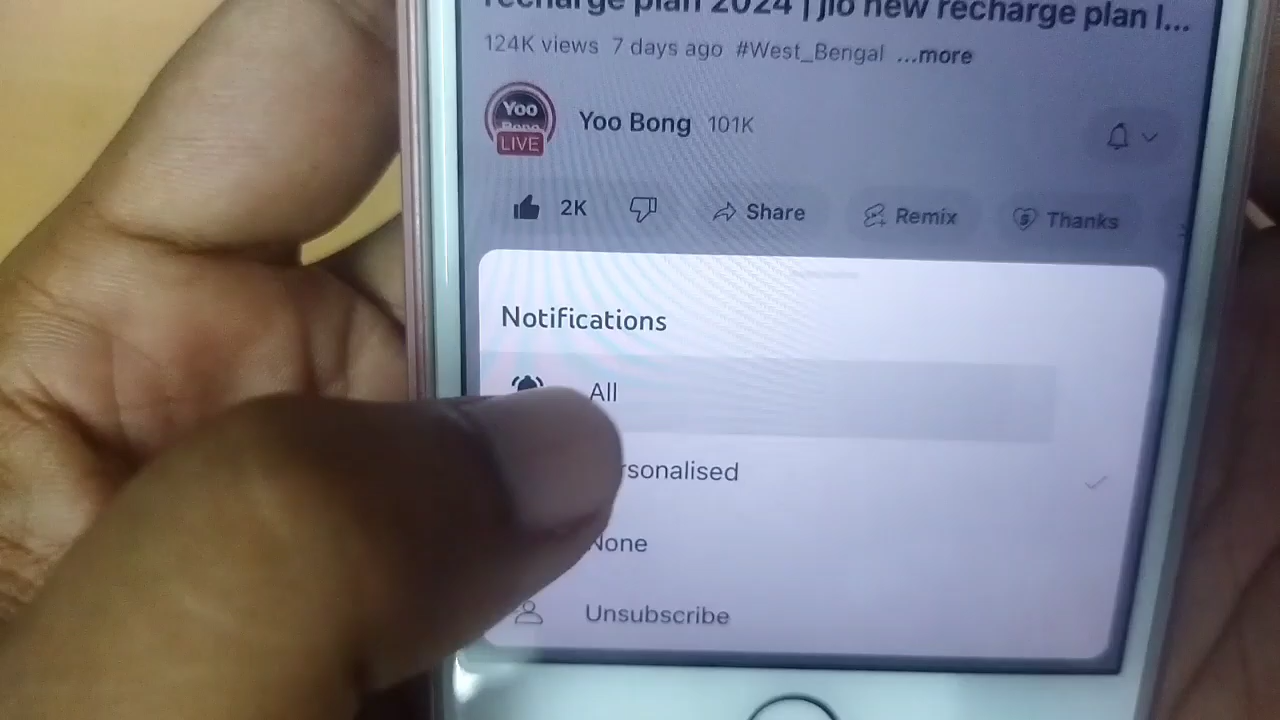 recharge plan 2024 | jio new recharge plan l...
124K views 7 days ago #West_Bengal ...more
Yoo
Bong
LIVE
Yoo Bong 101K
2K Share Remix Thanks
Notifications
All
rsonalised
None
Unsubscribe